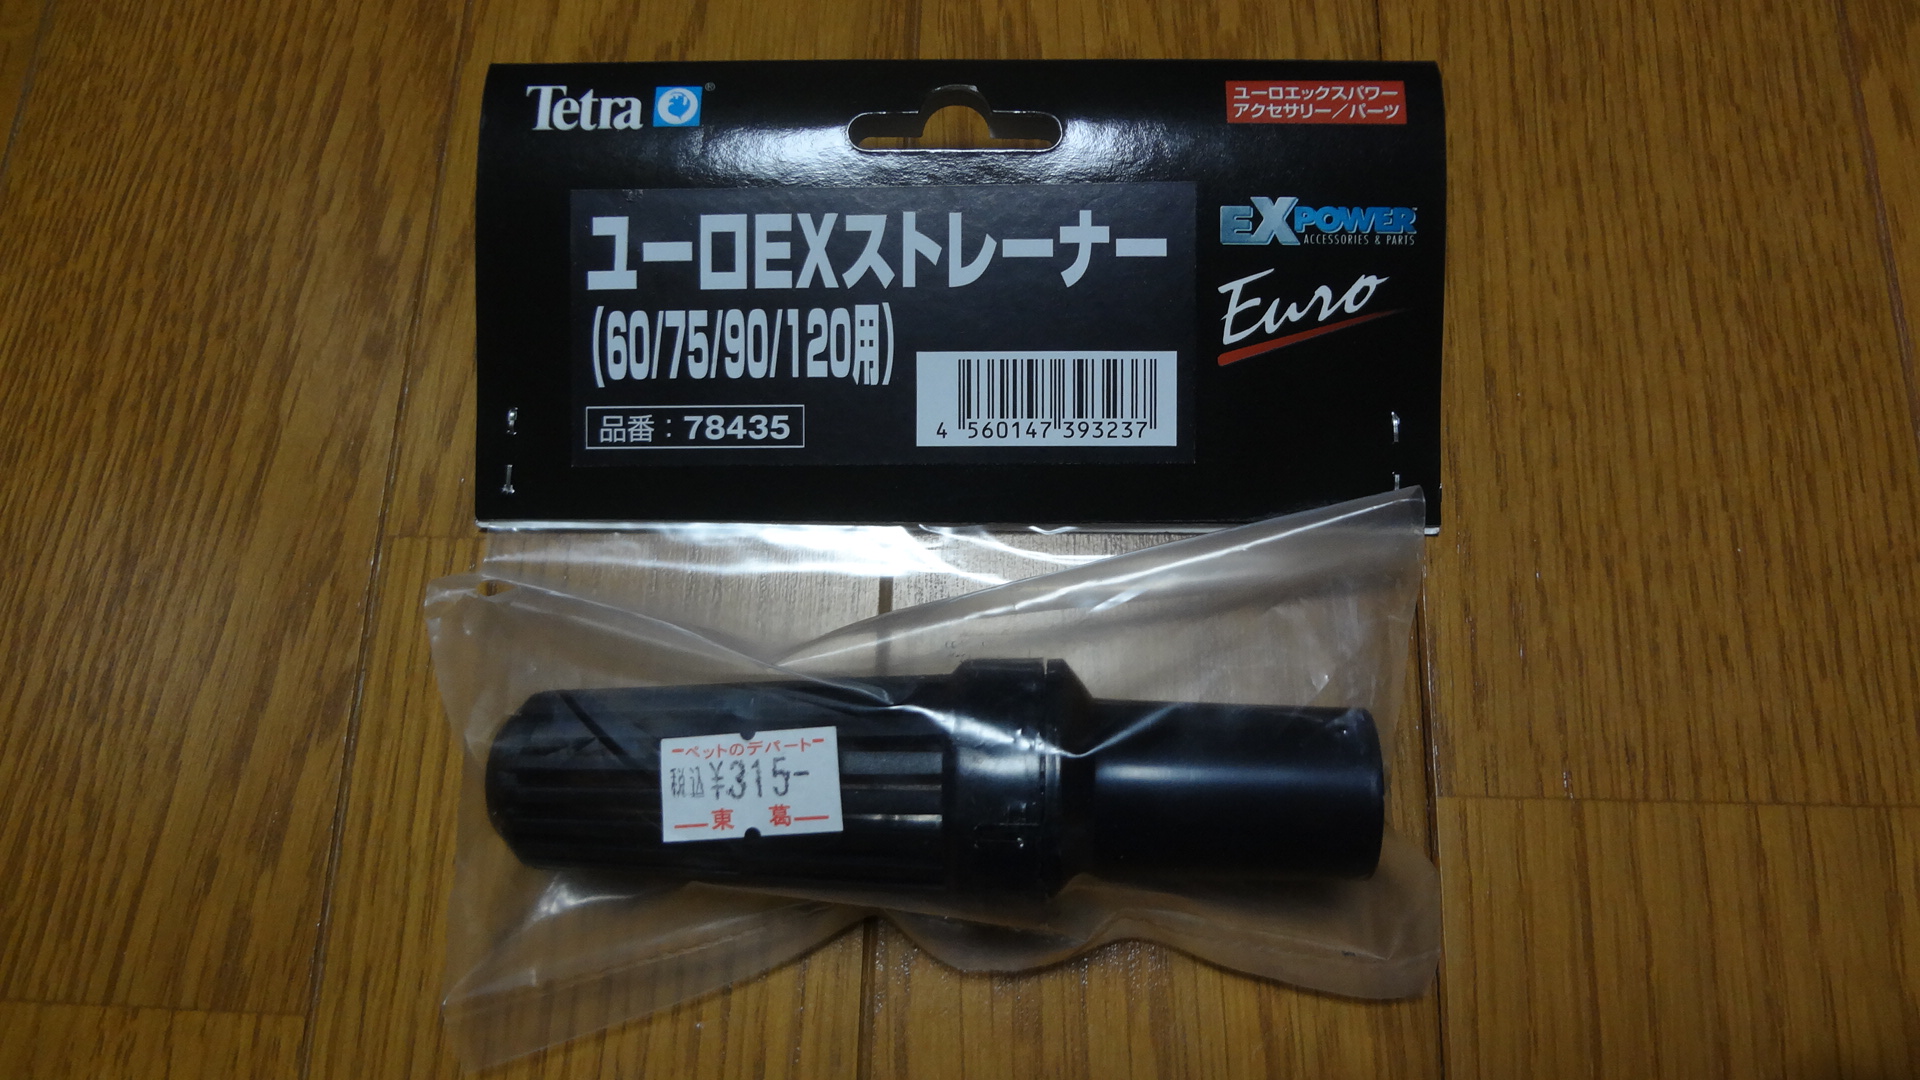 Tetra
ユーロエックスパワー
アクセサリー／パーツ
EXPOWER
ACCESSORIES & PARTS
Euro
ユーロEXストレーナー
(60/75/90/120用)
品番：78435
4 560147 393237
ーペットのデパートー
税込¥315-
東 葛